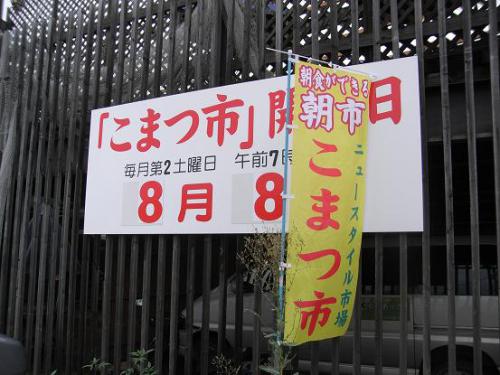 「こまつ市」開 日
毎月第2土曜日 午前7時
8月 8
朝食ができる
朝市
こまつ市
ニュースタイル市場